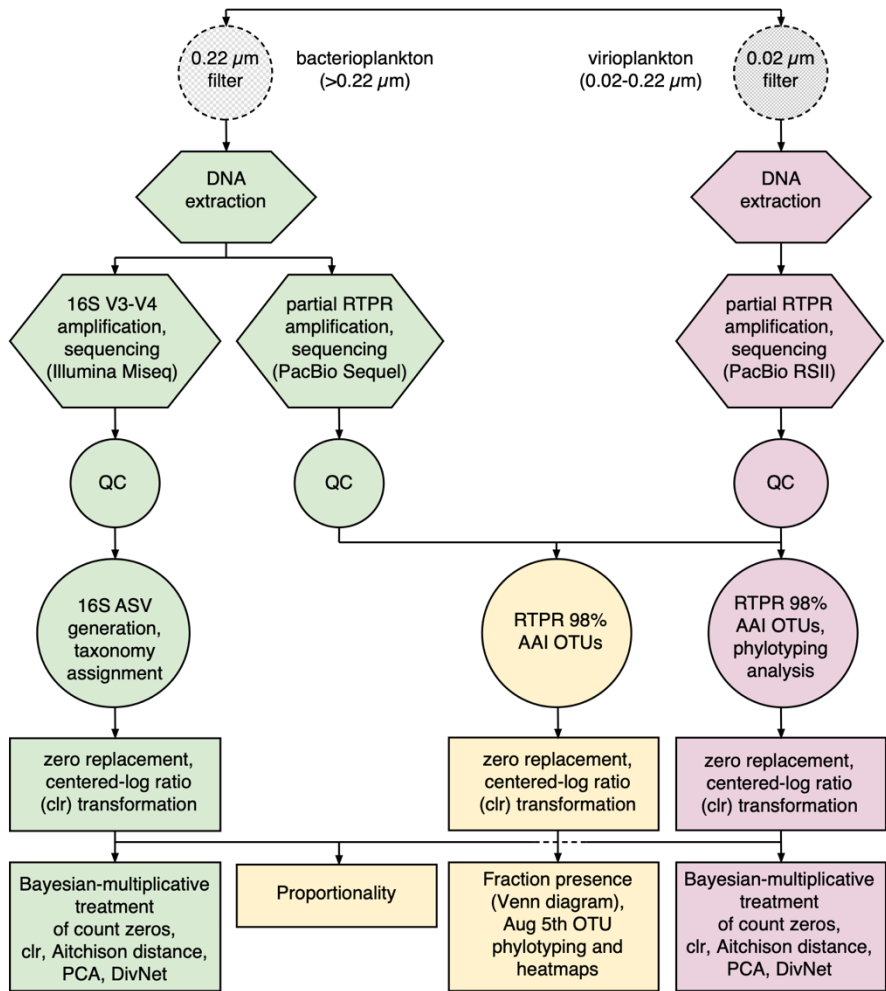 0.22 µm
filter
bacterioplankton
(>0.22 µm)
virioplankton
(0.02-0.22 µm)
0.02 µm
filter
DNA
extraction
DNA
extraction
16S V3-V4
amplification,
sequencing
(Illumina Miseq)
partial RTPR
amplification,
sequencing
(PacBio Sequel)
partial RTPR
amplification,
sequencing
(PacBio RSII)
QC
QC
QC
16S ASV
generation,
taxonomy
assignment
RTPR 98%
AAI OTUs
RTPR 98%
AAI OTUs,
phylotyping
analysis
zero replacement,
centered-log ratio
(clr) transformation
zero replacement,
centered-log ratio
(clr) transformation
zero replacement,
centered-log ratio
(clr) transformation
Bayesian-multiplicative
treatment
of count zeros,
clr, Aitchison distance,
PCA, DivNet
Proportionality
Fraction presence
(Venn diagram),
Aug 5th OTU
phylotyping and
heatmaps
Bayesian-multiplicative
treatment
of count zeros,
clr, Aitchison distance,
PCA, DivNet